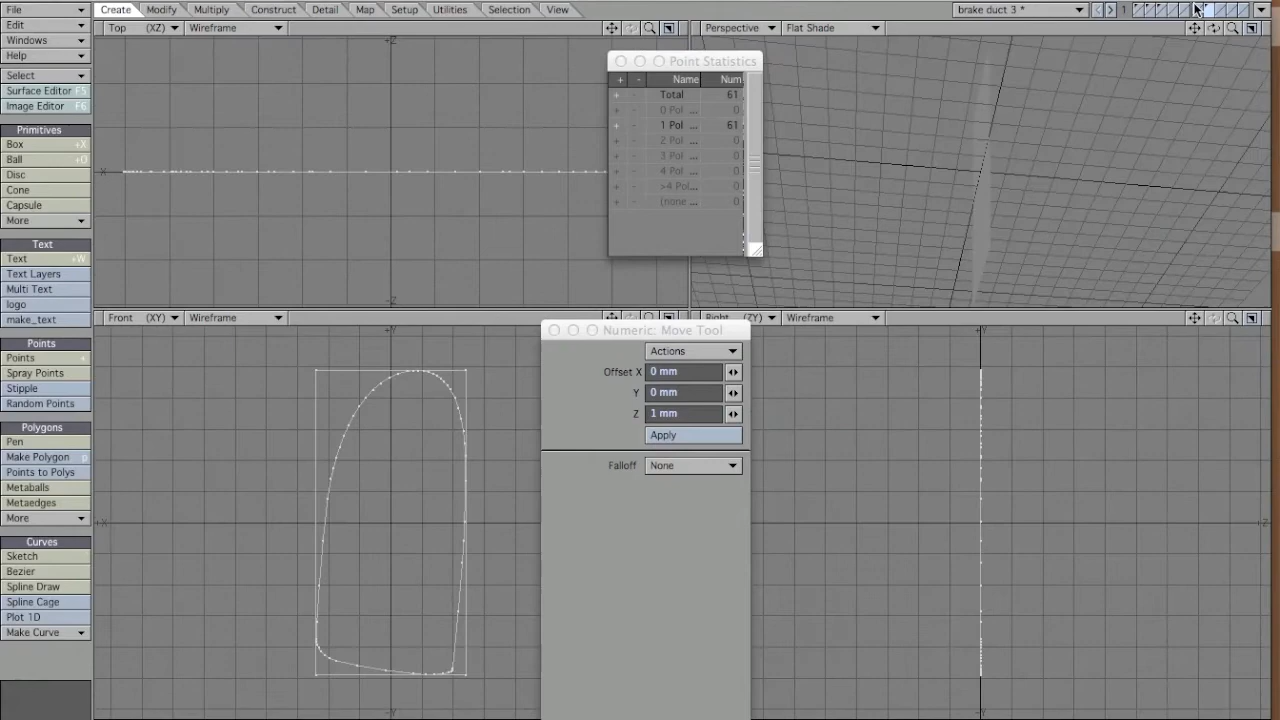 File
Create Modify Multiply Construct Detail Map Setup Utilities Selection View
brake duct 3 *
1
Edit
Windows
Help
Select
Surface Editor F5
Image Editor F6
Primitives
Box +X
Ball +O
Disc
Cone
Capsule
More
Text
Text +W
Text Layers
Multi Text
logo
make_text
Points
Points +
Spray Points
Stipple
Random Points
Polygons
Pen
Make Polygon p
Points to Polys
Metaballs
Metaedges
More
Curves
Sketch
Bezier
Spline Draw
Spline Cage
Plot 1D
Make Curve
Top (XZ) Wireframe
+Z
X
-Z
Perspective Flat Shade
Point Statistics
+ - Name Num
+ - Total 61
+ - 0 Pol ... 0
+ - 1 Pol ... 61
+ - 2 Pol ... 0
+ - 3 Pol ... 0
+ - 4 Pol ... 0
+ - >4 Pol... 0
+ - (none ... 0
Front (XY) Wireframe
+Y
+X
-Y
Right (ZY) Wireframe
+Y
+Z
-Y
Numeric: Move Tool
Actions
Offset X 0 mm
Y 0 mm
Z 1 mm
Apply
Falloff None